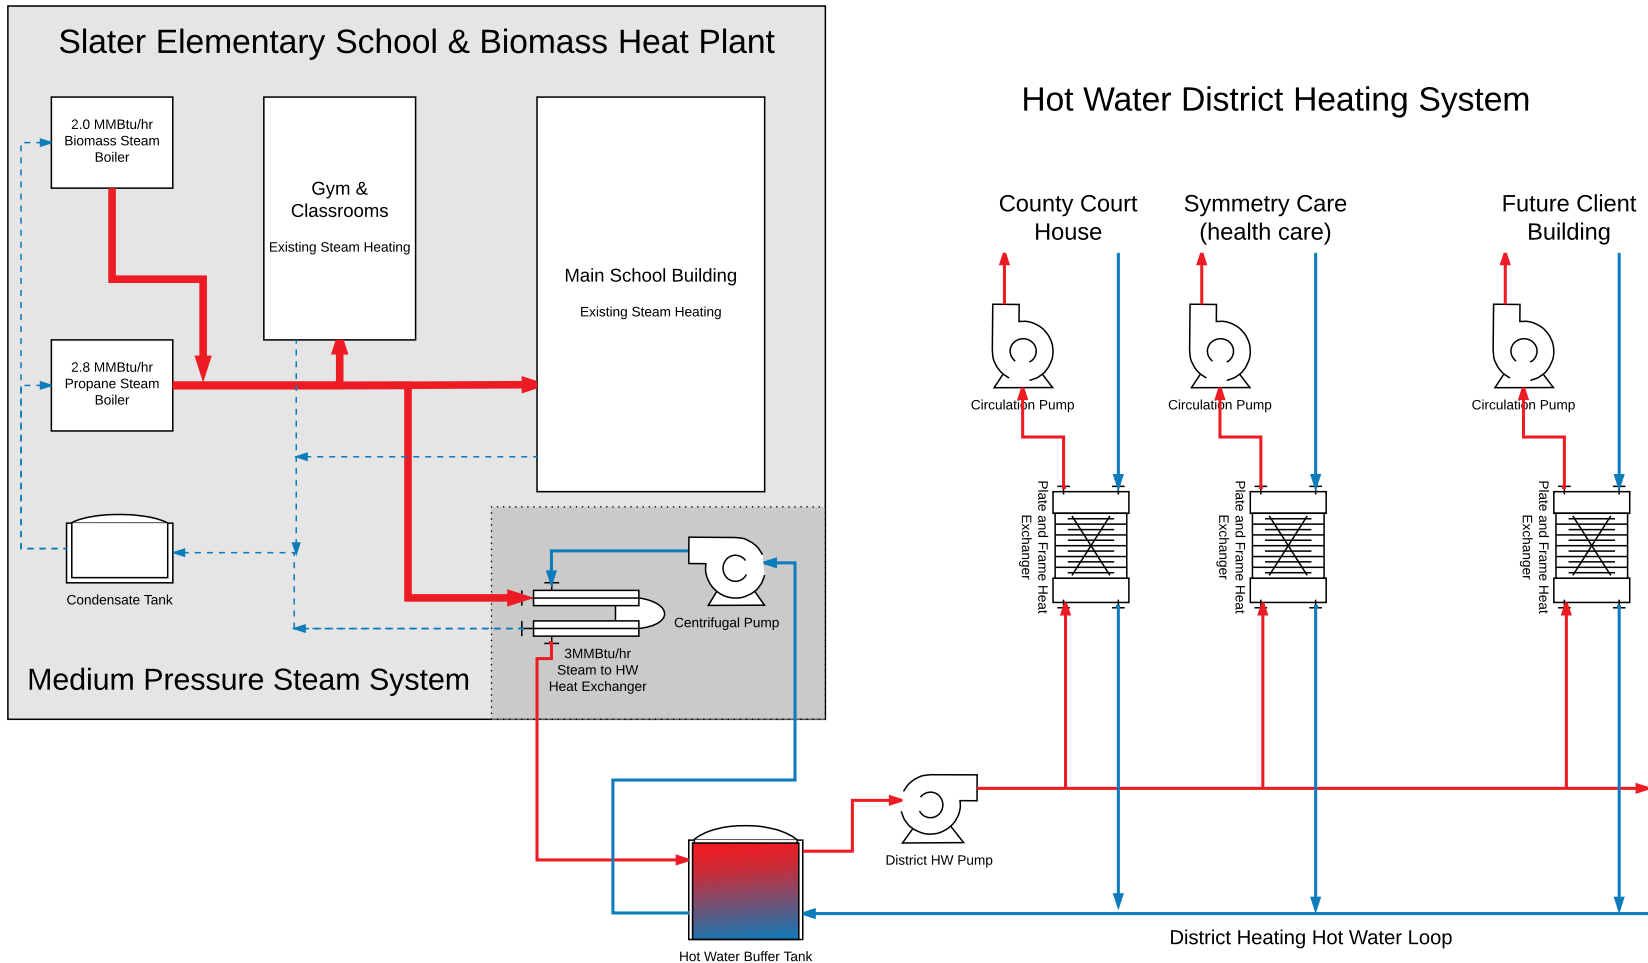 Slater Elementary School & Biomass Heat Plant
2.0 MMBtu/hr
Biomass Steam
Boiler
Gym &
Classrooms
Existing Steam Heating
Main School Building
Existing Steam Heating
2.8 MMBtu/hr
Propane Steam
Boiler
Condensate Tank
Centrifugal Pump
3MMBtu/hr
Steam to HW
Heat Exchanger
Medium Pressure Steam System
Hot Water District Heating System
County Court
House
Symmetry Care
(health care)
Future Client
Building
Circulation Pump
Circulation Pump
Circulation Pump
Plate and Frame Heat
Exchanger
Plate and Frame Heat
Exchanger
Plate and Frame Heat
Exchanger
District HW Pump
Hot Water Buffer Tank
District Heating Hot Water Loop